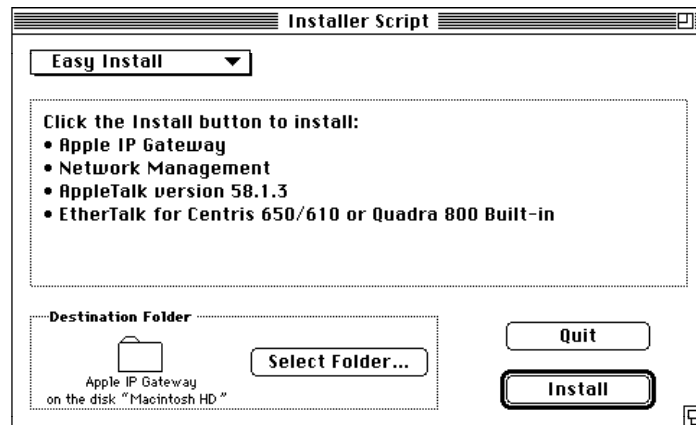 Installer Script
Easy Install
Click the Install button to install:
• Apple IP Gateway
• Network Management
• AppleTalk version 58.1.3
• EtherTalk for Centris 650/610 or Quadra 800 Built-in
Destination Folder
Apple IP Gateway
on the disk “Macintosh HD”
Select Folder...
Quit
Install